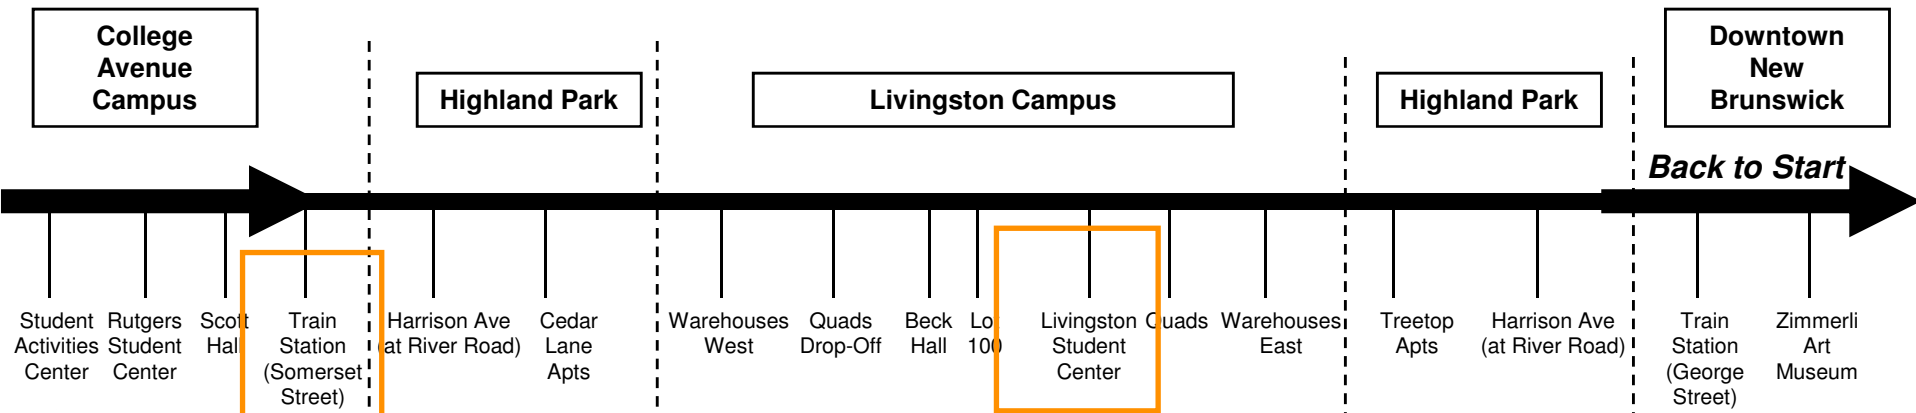 College
Avenue
Campus
Highland Park
Livingston Campus
Highland Park
Downtown
New
Brunswick
Back to Start
Student
Activities
Center
Rutgers
Student
Center
Scott
Hall
Train
Station
(Somerset
Street)
Harrison Ave
(at River Road)
Cedar
Lane
Apts
Warehouses
West
Quads
Drop-Off
Beck
Hall
Lot
100
Livingston
Student
Center
Quads
Warehouses
East
Treetop
Apts
Harrison Ave
(at River Road)
Train
Station
(George
Street)
Zimmerli
Art
Museum